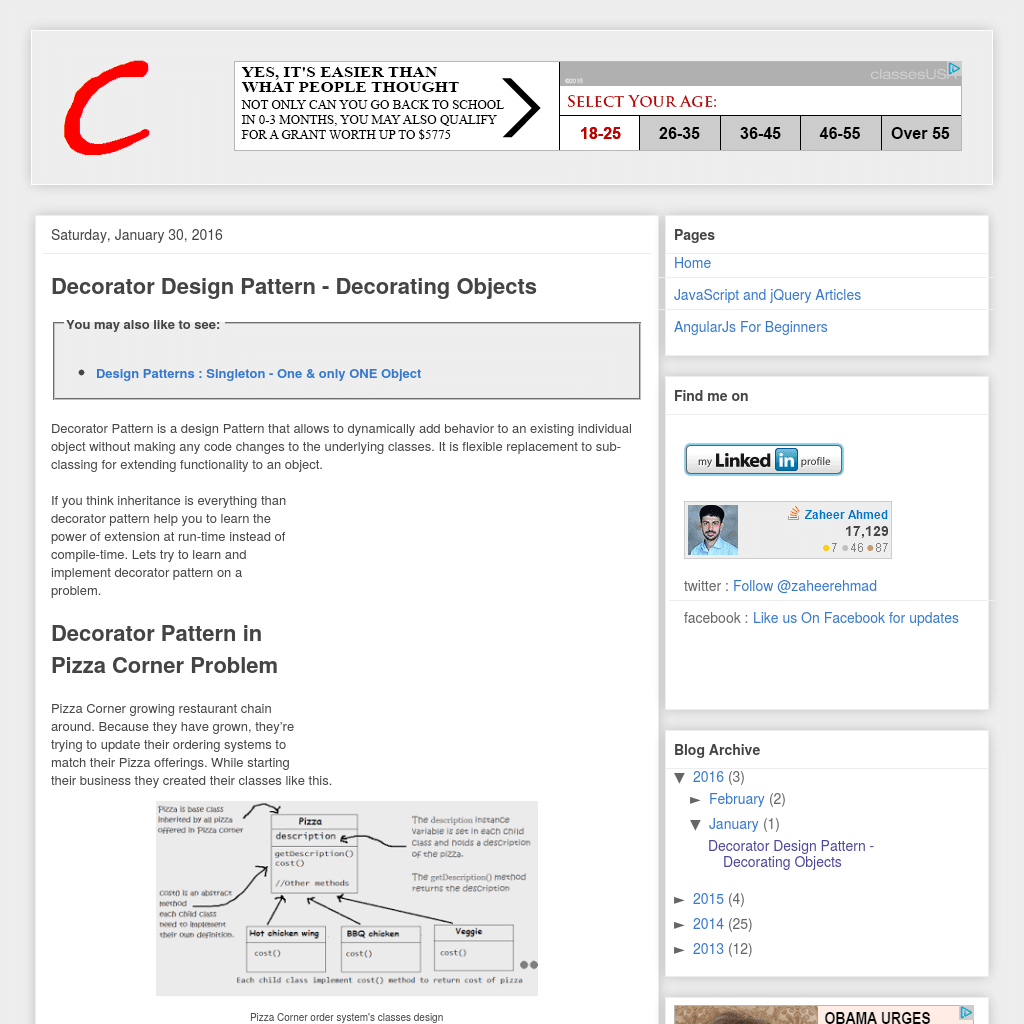 C
YES, IT'S EASIER THAN
WHAT PEOPLE THOUGHT
NOT ONLY CAN YOU GO BACK TO SCHOOL
IN 0-3 MONTHS, YOU MAY ALSO QUALIFY
FOR A GRANT WORTH UP TO $5775
©2015
classesUSA
SELECT YOUR AGE:
18-25 26-35 36-45 46-55 Over 55
Saturday, January 30, 2016
Decorator Design Pattern - Decorating Objects
You may also like to see:
Design Patterns : Singleton - One & only ONE Object
Decorator Pattern is a design Pattern that allows to dynamically add behavior to an existing individual
object without making any code changes to the underlying classes. It is flexible replacement to sub-
classing for extending functionality to an object.
If you think inheritance is everything than
decorator pattern help you to learn the
power of extension at run-time instead of
compile-time. Lets try to learn and
implement decorator pattern on a
problem.
Decorator Pattern in
Pizza Corner Problem
Pizza Corner growing restaurant chain
around. Because they have grown, they're
trying to update their ordering systems to
match their Pizza offerings. While starting
their business they created their classes like this.
Pizza is base class
inherited by all pizza
offered in Pizza corner
Pizza
description
getDescription()
cost()
//Other methods
The description instance
variable is set in each child
class and holds a description
of the pizza.
The getDescription() method
returns the description
cost() is an abstract
method
each child class
need to implement
their own definition.
Hot chicken wing
cost()
BBQ chicken
cost()
Veggie
cost()
Each child class implement cost() method to return cost of pizza
Pizza Corner order system's classes design
Pages
Home
JavaScript and jQuery Articles
AngularJs For Beginners
Find me on
my Linked in profile
Zaheer Ahmed
17,129
7 46 87
twitter : Follow @zaheerehmad
facebook : Like us On Facebook for updates
Blog Archive
▼ 2016 (3)
► February (2)
▼ January (1)
Decorator Design Pattern -
Decorating Objects
► 2015 (4)
► 2014 (25)
► 2013 (12)
OBAMA URGES